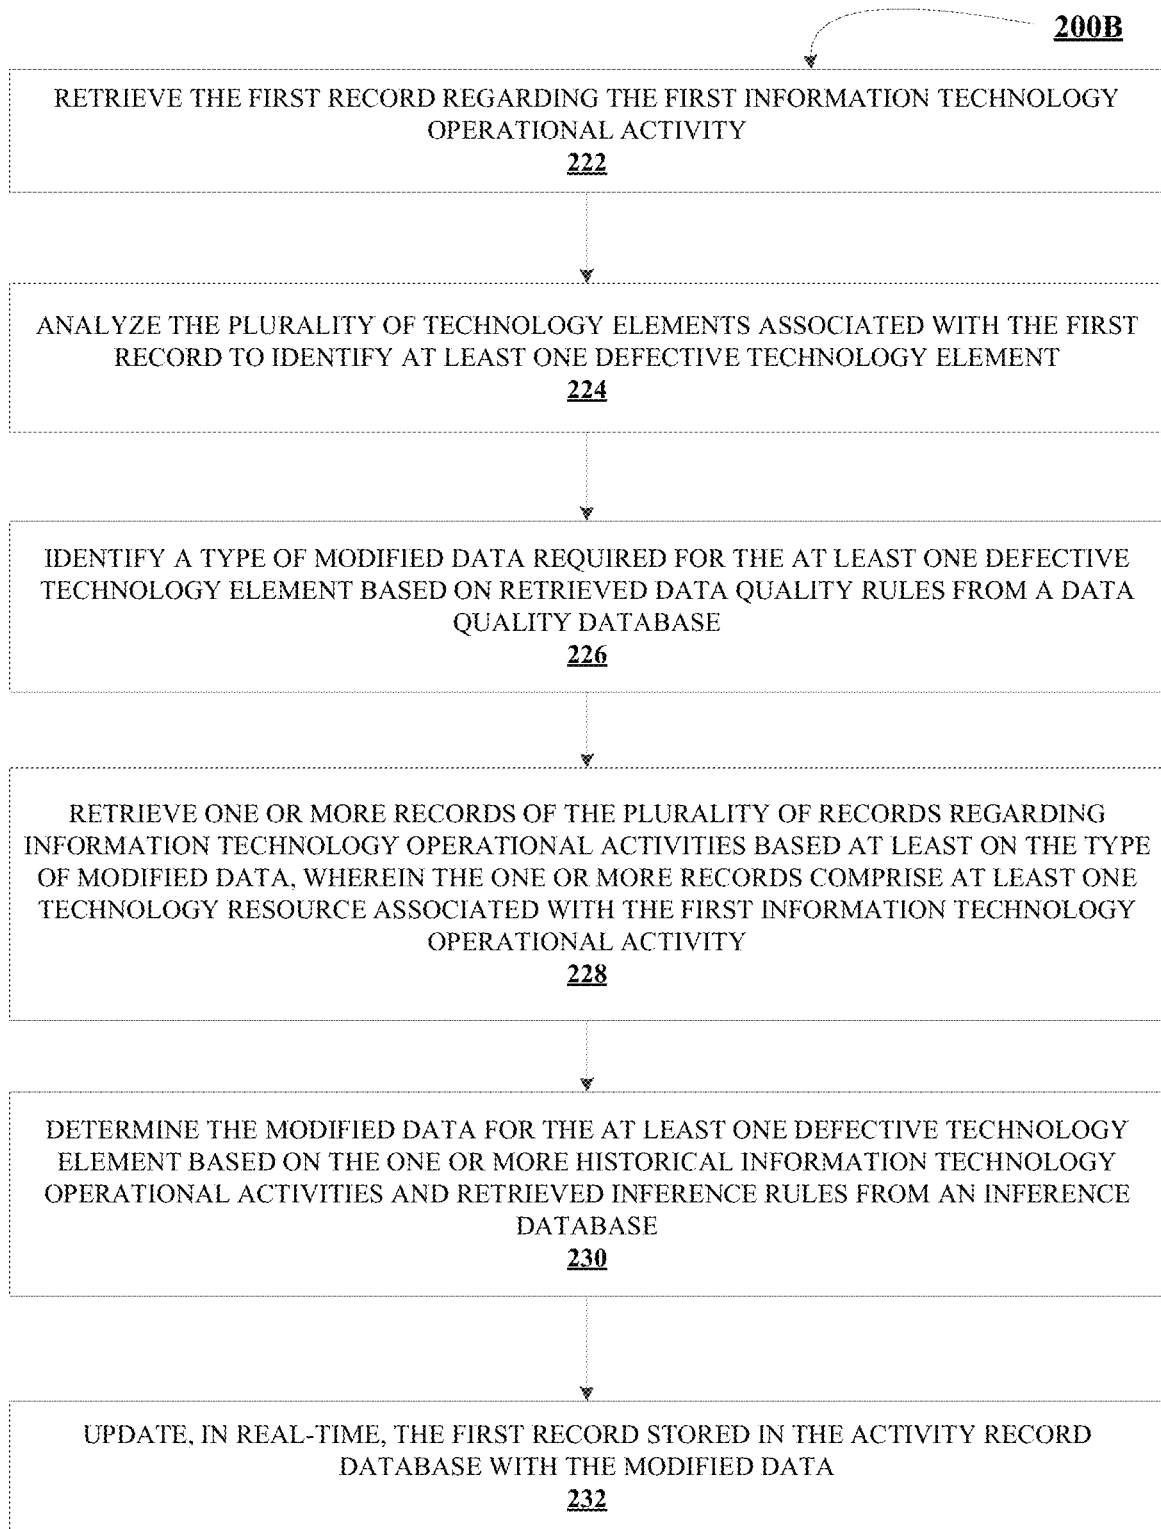 200B
RETRIEVE THE FIRST RECORD REGARDING THE FIRST INFORMATION TECHNOLOGY
OPERATIONAL ACTIVITY
222
ANALYZE THE PLURALITY OF TECHNOLOGY ELEMENTS ASSOCIATED WITH THE FIRST
RECORD TO IDENTIFY AT LEAST ONE DEFECTIVE TECHNOLOGY ELEMENT
224
IDENTIFY A TYPE OF MODIFIED DATA REQUIRED FOR THE AT LEAST ONE DEFECTIVE
TECHNOLOGY ELEMENT BASED ON RETRIEVED DATA QUALITY RULES FROM A DATA
QUALITY DATABASE
226
RETRIEVE ONE OR MORE RECORDS OF THE PLURALITY OF RECORDS REGARDING
INFORMATION TECHNOLOGY OPERATIONAL ACTIVITIES BASED AT LEAST ON THE TYPE
OF MODIFIED DATA, WHEREIN THE ONE OR MORE RECORDS COMPRISE AT LEAST ONE
TECHNOLOGY RESOURCE ASSOCIATED WITH THE FIRST INFORMATION TECHNOLOGY
OPERATIONAL ACTIVITY
228
DETERMINE THE MODIFIED DATA FOR THE AT LEAST ONE DEFECTIVE TECHNOLOGY
ELEMENT BASED ON THE ONE OR MORE HISTORICAL INFORMATION TECHNOLOGY
OPERATIONAL ACTIVITIES AND RETRIEVED INFERENCE RULES FROM AN INFERENCE
DATABASE
230
UPDATE, IN REAL-TIME, THE FIRST RECORD STORED IN THE ACTIVITY RECORD
DATABASE WITH THE MODIFIED DATA
232